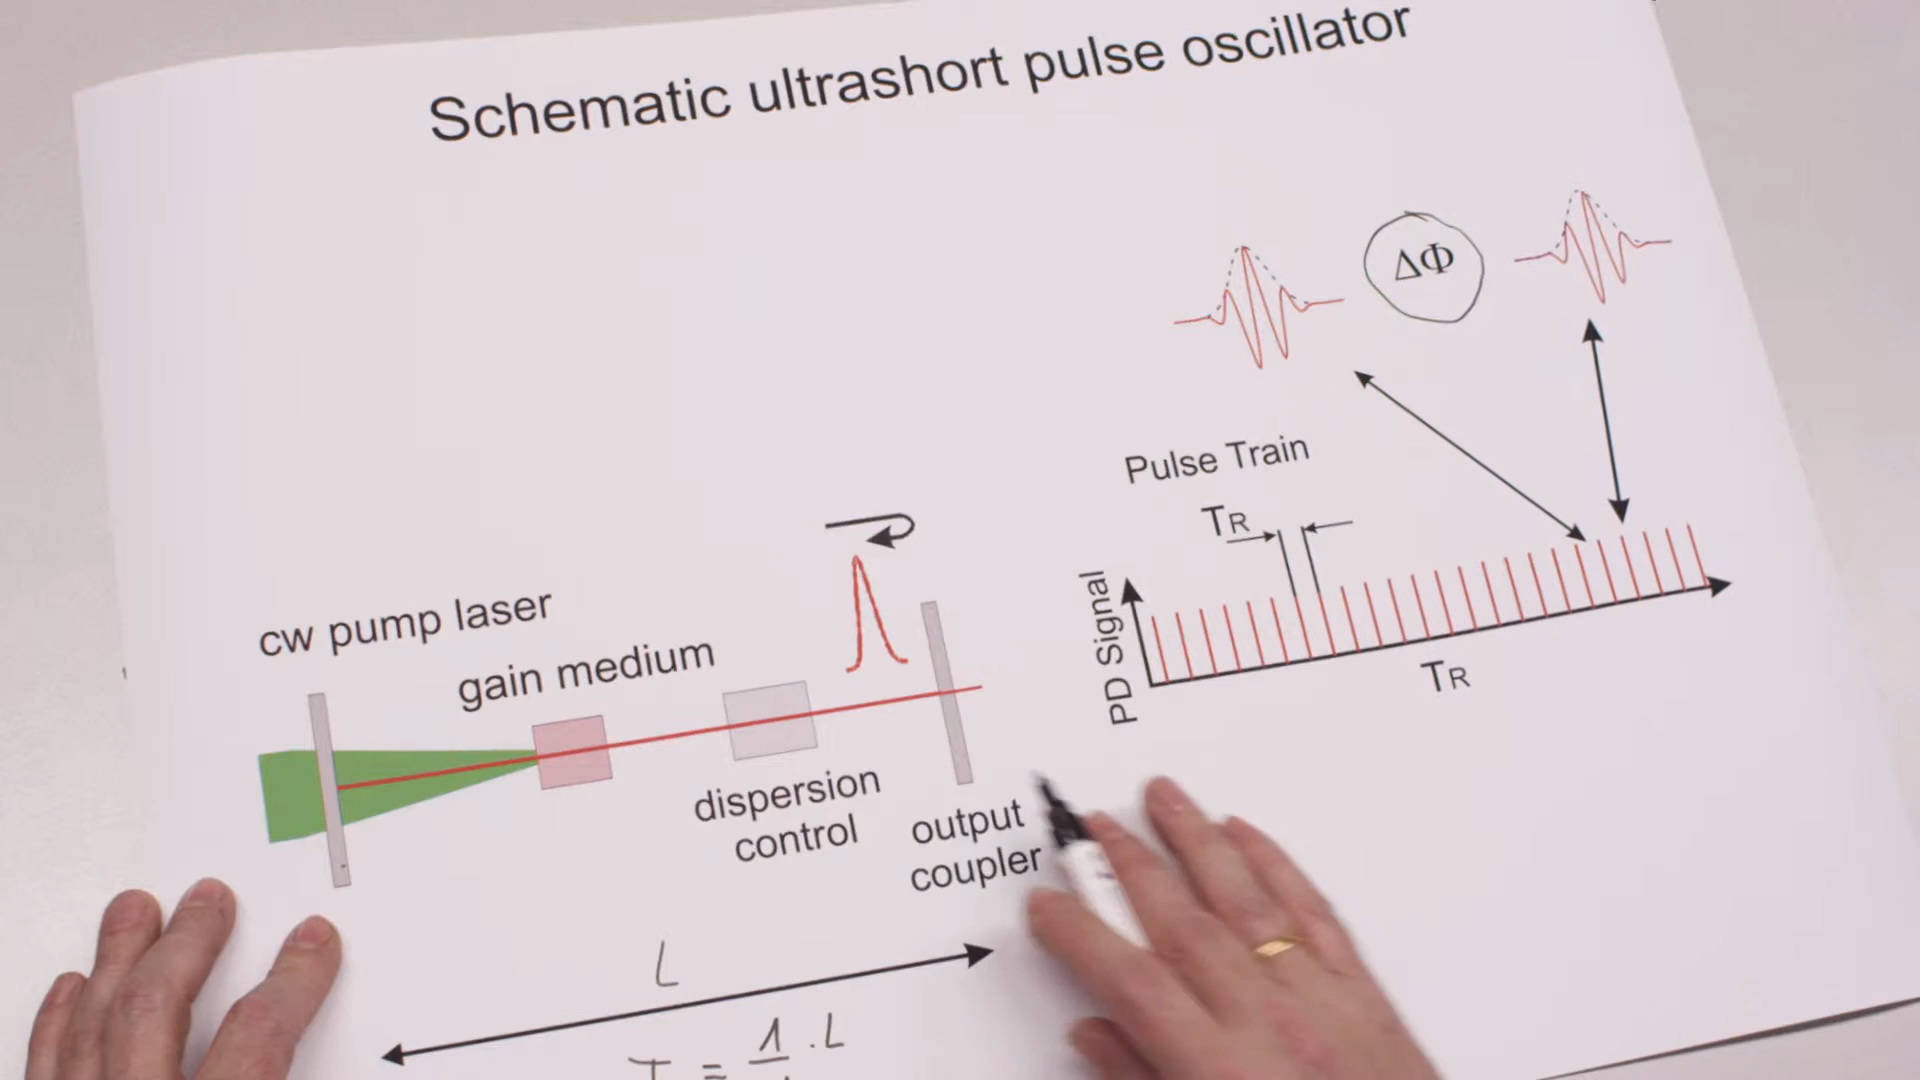 Schematic ultrashort pulse oscillator
ΔΦ
Pulse Train
TR
cw pump laser
gain medium
PD Signal
TR
dispersion
control
output
coupler
L
T = 1 . L